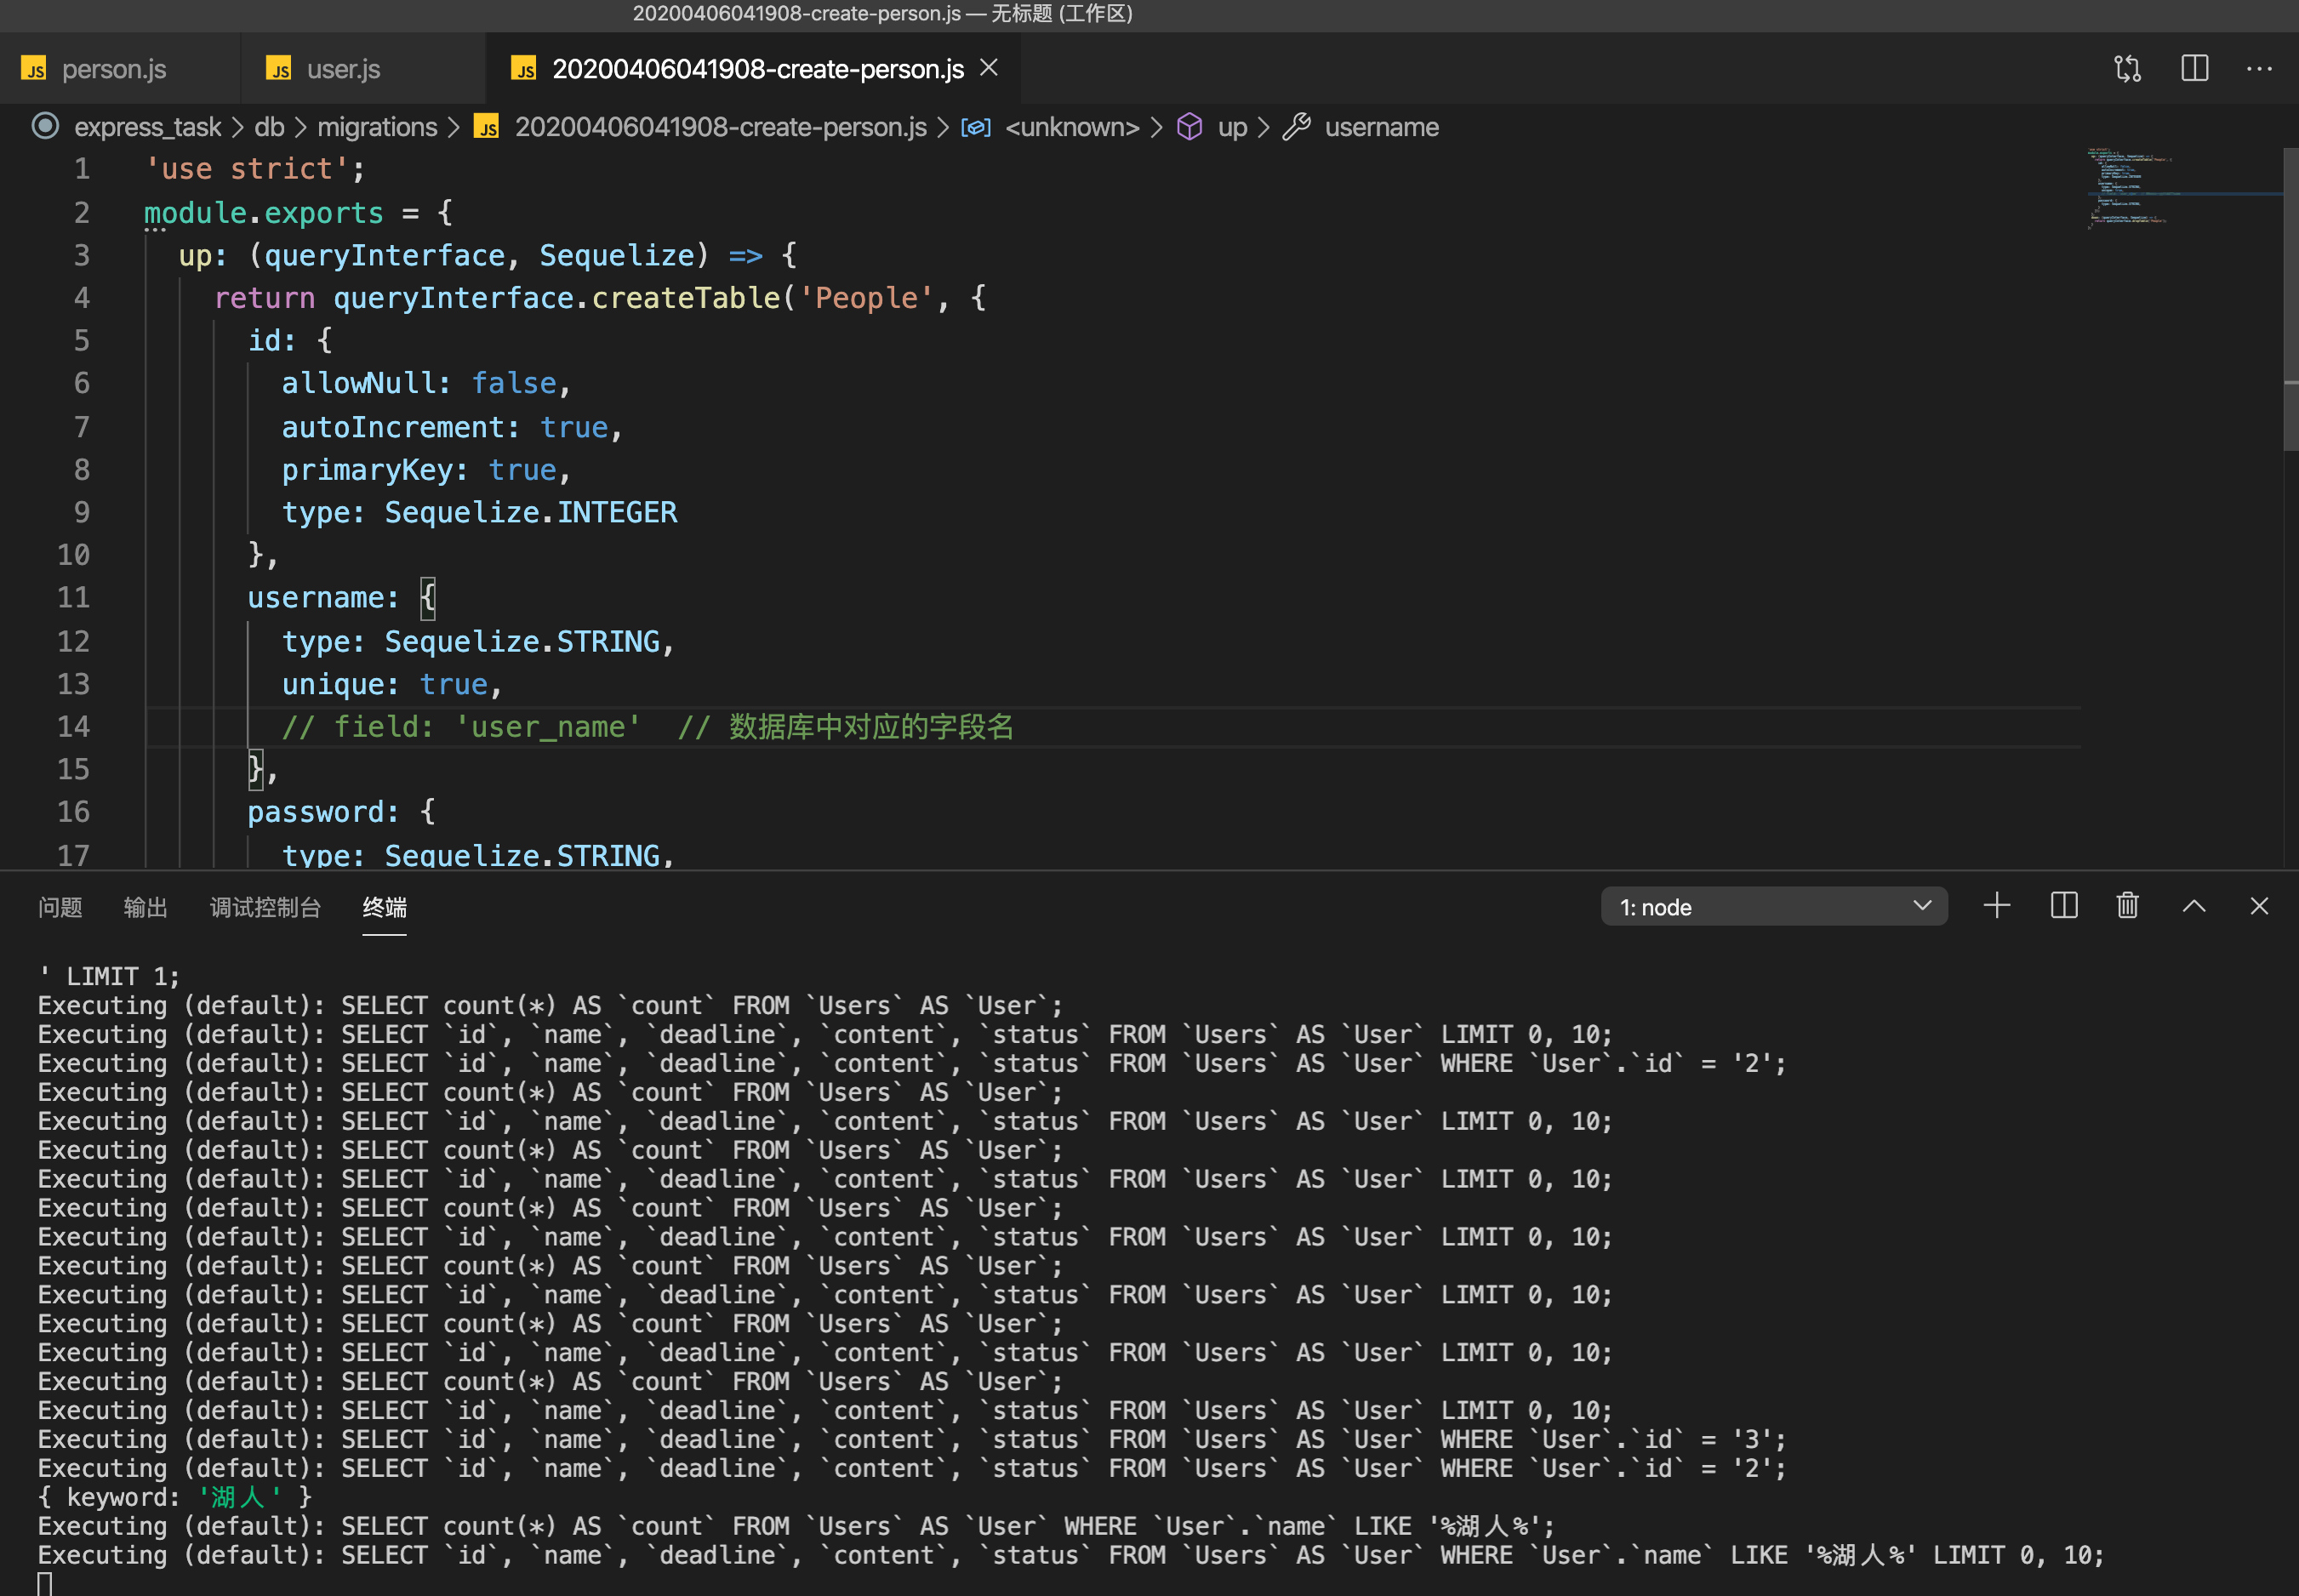 20200406041908-create-person.js — 无标题 (工作区)
JS person.js JS user.js JS 20200406041908-create-person.js
express_task > db > migrations > JS 20200406041908-create-person.js > <unknown> > up > username
1 'use strict';
2 module.exports = {
3 up: (queryInterface, Sequelize) => {
4 return queryInterface.createTable('People', {
5 id: {
6 allowNull: false,
7 autoIncrement: true,
8 primaryKey: true,
9 type: Sequelize.INTEGER
10 },
11 username: {
12 type: Sequelize.STRING,
13 unique: true,
14 // field: 'user_name'  // 数据库中对应的字段名
15 },
16 password: {
17 type: Sequelize.STRING,
问题 输出 调试控制台 终端 1: node
' LIMIT 1;
Executing (default): SELECT count(*) AS `count` FROM `Users` AS `User`;
Executing (default): SELECT `id`, `name`, `deadline`, `content`, `status` FROM `Users` AS `User` LIMIT 0, 10;
Executing (default): SELECT `id`, `name`, `deadline`, `content`, `status` FROM `Users` AS `User` WHERE `User`.`id` = '2';
Executing (default): SELECT count(*) AS `count` FROM `Users` AS `User`;
Executing (default): SELECT `id`, `name`, `deadline`, `content`, `status` FROM `Users` AS `User` LIMIT 0, 10;
Executing (default): SELECT count(*) AS `count` FROM `Users` AS `User`;
Executing (default): SELECT `id`, `name`, `deadline`, `content`, `status` FROM `Users` AS `User` LIMIT 0, 10;
Executing (default): SELECT count(*) AS `count` FROM `Users` AS `User`;
Executing (default): SELECT `id`, `name`, `deadline`, `content`, `status` FROM `Users` AS `User` LIMIT 0, 10;
Executing (default): SELECT count(*) AS `count` FROM `Users` AS `User`;
Executing (default): SELECT `id`, `name`, `deadline`, `content`, `status` FROM `Users` AS `User` LIMIT 0, 10;
Executing (default): SELECT count(*) AS `count` FROM `Users` AS `User`;
Executing (default): SELECT `id`, `name`, `deadline`, `content`, `status` FROM `Users` AS `User` LIMIT 0, 10;
Executing (default): SELECT count(*) AS `count` FROM `Users` AS `User`;
Executing (default): SELECT `id`, `name`, `deadline`, `content`, `status` FROM `Users` AS `User` LIMIT 0, 10;
Executing (default): SELECT `id`, `name`, `deadline`, `content`, `status` FROM `Users` AS `User` WHERE `User`.`id` = '3';
Executing (default): SELECT `id`, `name`, `deadline`, `content`, `status` FROM `Users` AS `User` WHERE `User`.`id` = '2';
{ keyword: '湖人' }
Executing (default): SELECT count(*) AS `count` FROM `Users` AS `User` WHERE `User`.`name` LIKE '%湖人%';
Executing (default): SELECT `id`, `name`, `deadline`, `content`, `status` FROM `Users` AS `User` WHERE `User`.`name` LIKE '%湖人%' LIMIT 0, 10;